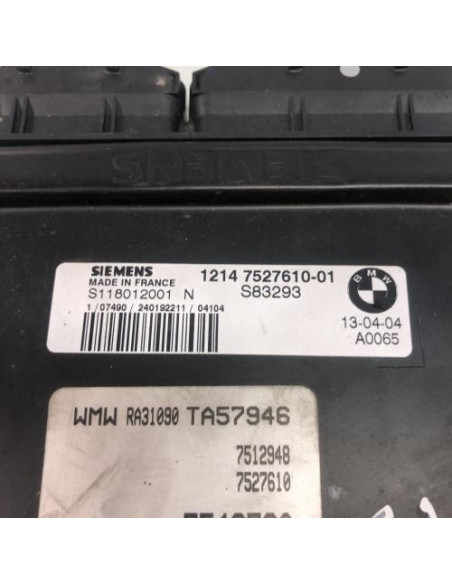 SIEMENS
SIEMENS
MADE IN FRANCE
1214 7527610-01
S118012001 N
S83293
1 / 07490 / 240192211 / 04104
BMW
13-04-04
A0065
WMW RA31090 TA57946
7512948
7527610